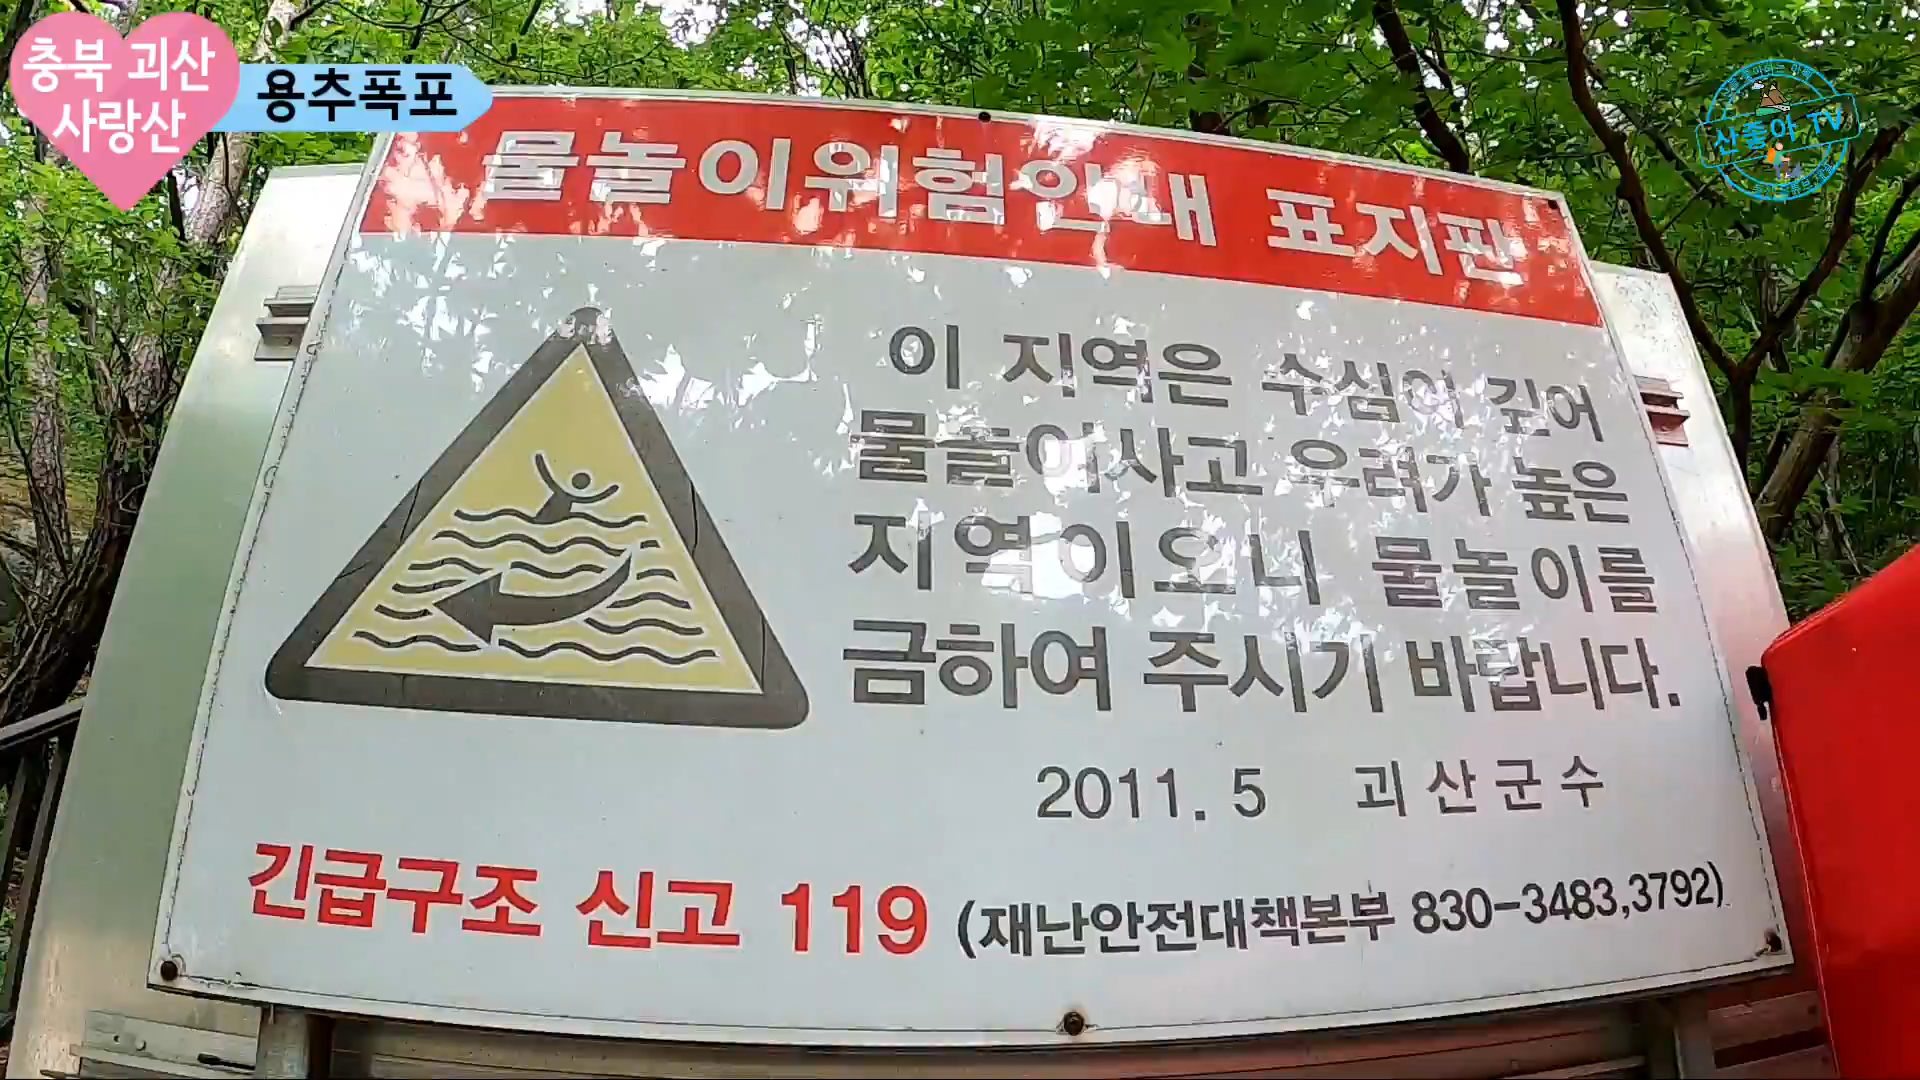 충북 괴산
사랑산
용추폭포
산좋아 TV
물놀이위험안내 표지판
이 지역은 수심이 깊어
물놀이사고 우려가 높은
지역이오니 물놀이를
금하여 주시기 바랍니다.
2011. 5 괴산군수
긴급구조 신고 119 (재난안전대책본부 830-3483,3792)